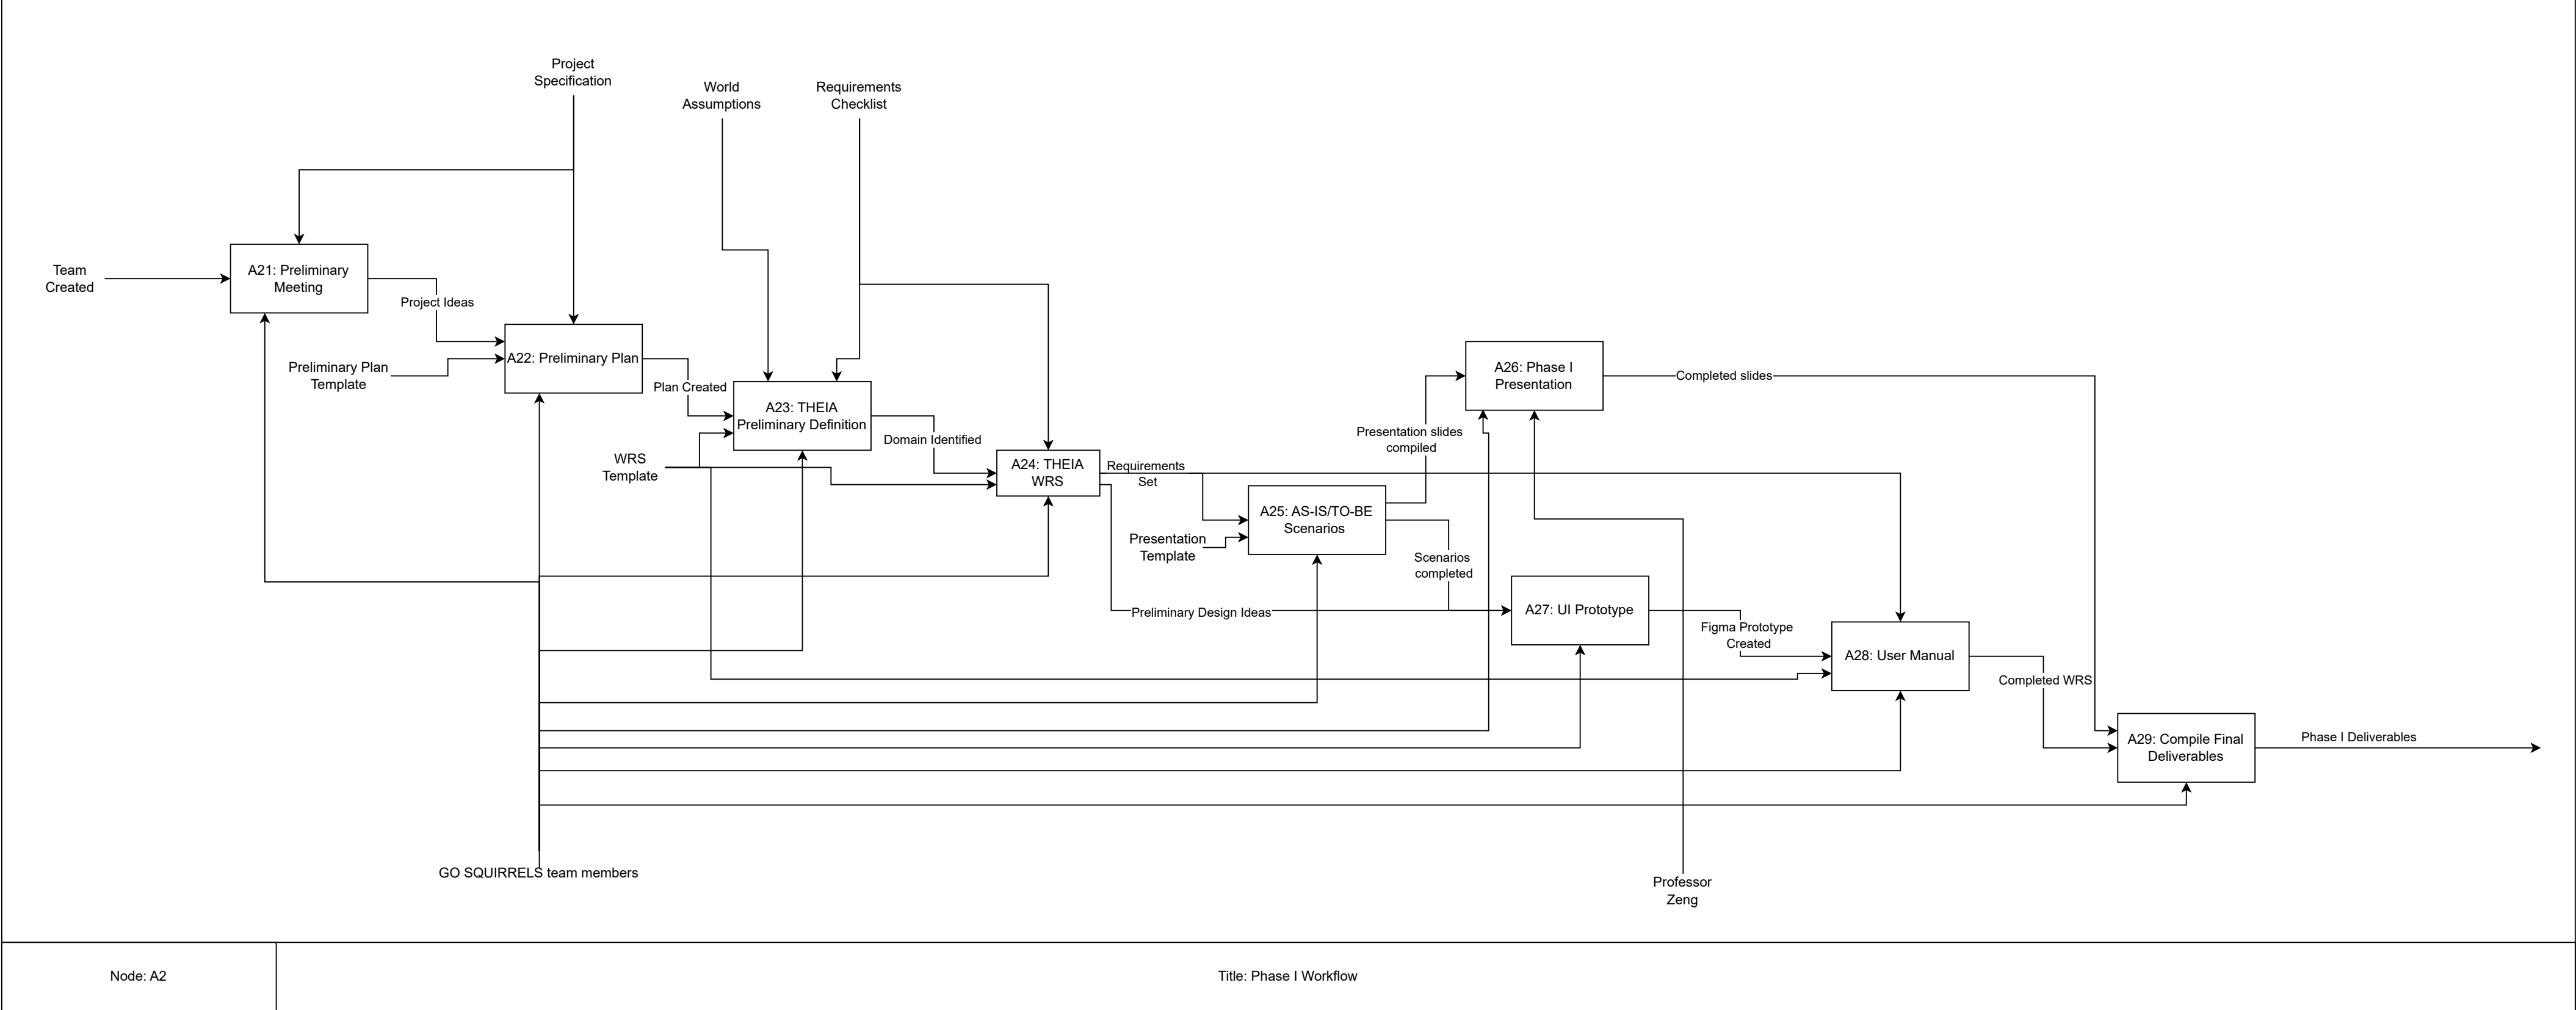 Project
Specification
World
Assumptions
Requirements
Checklist
Team
Created
A21: Preliminary
Meeting
Project Ideas
Preliminary Plan
Template
A22: Preliminary Plan
Plan Created
A23: THEIA
Preliminary Definition
WRS
Template
Domain Identified
A24: THEIA
WRS
Requirements
Set
Presentation
Template
A25: AS-IS/TO-BE
Scenarios
Presentation slides
compiled
Scenarios
completed
Preliminary Design Ideas
A26: Phase I
Presentation
Completed slides
A27: UI Prototype
Figma Prototype
Created
A28: User Manual
Completed WRS
A29: Compile Final
Deliverables
Phase I Deliverables
GO SQUIRRELS team members
Professor
Zeng
Node: A2
Title: Phase I Workflow